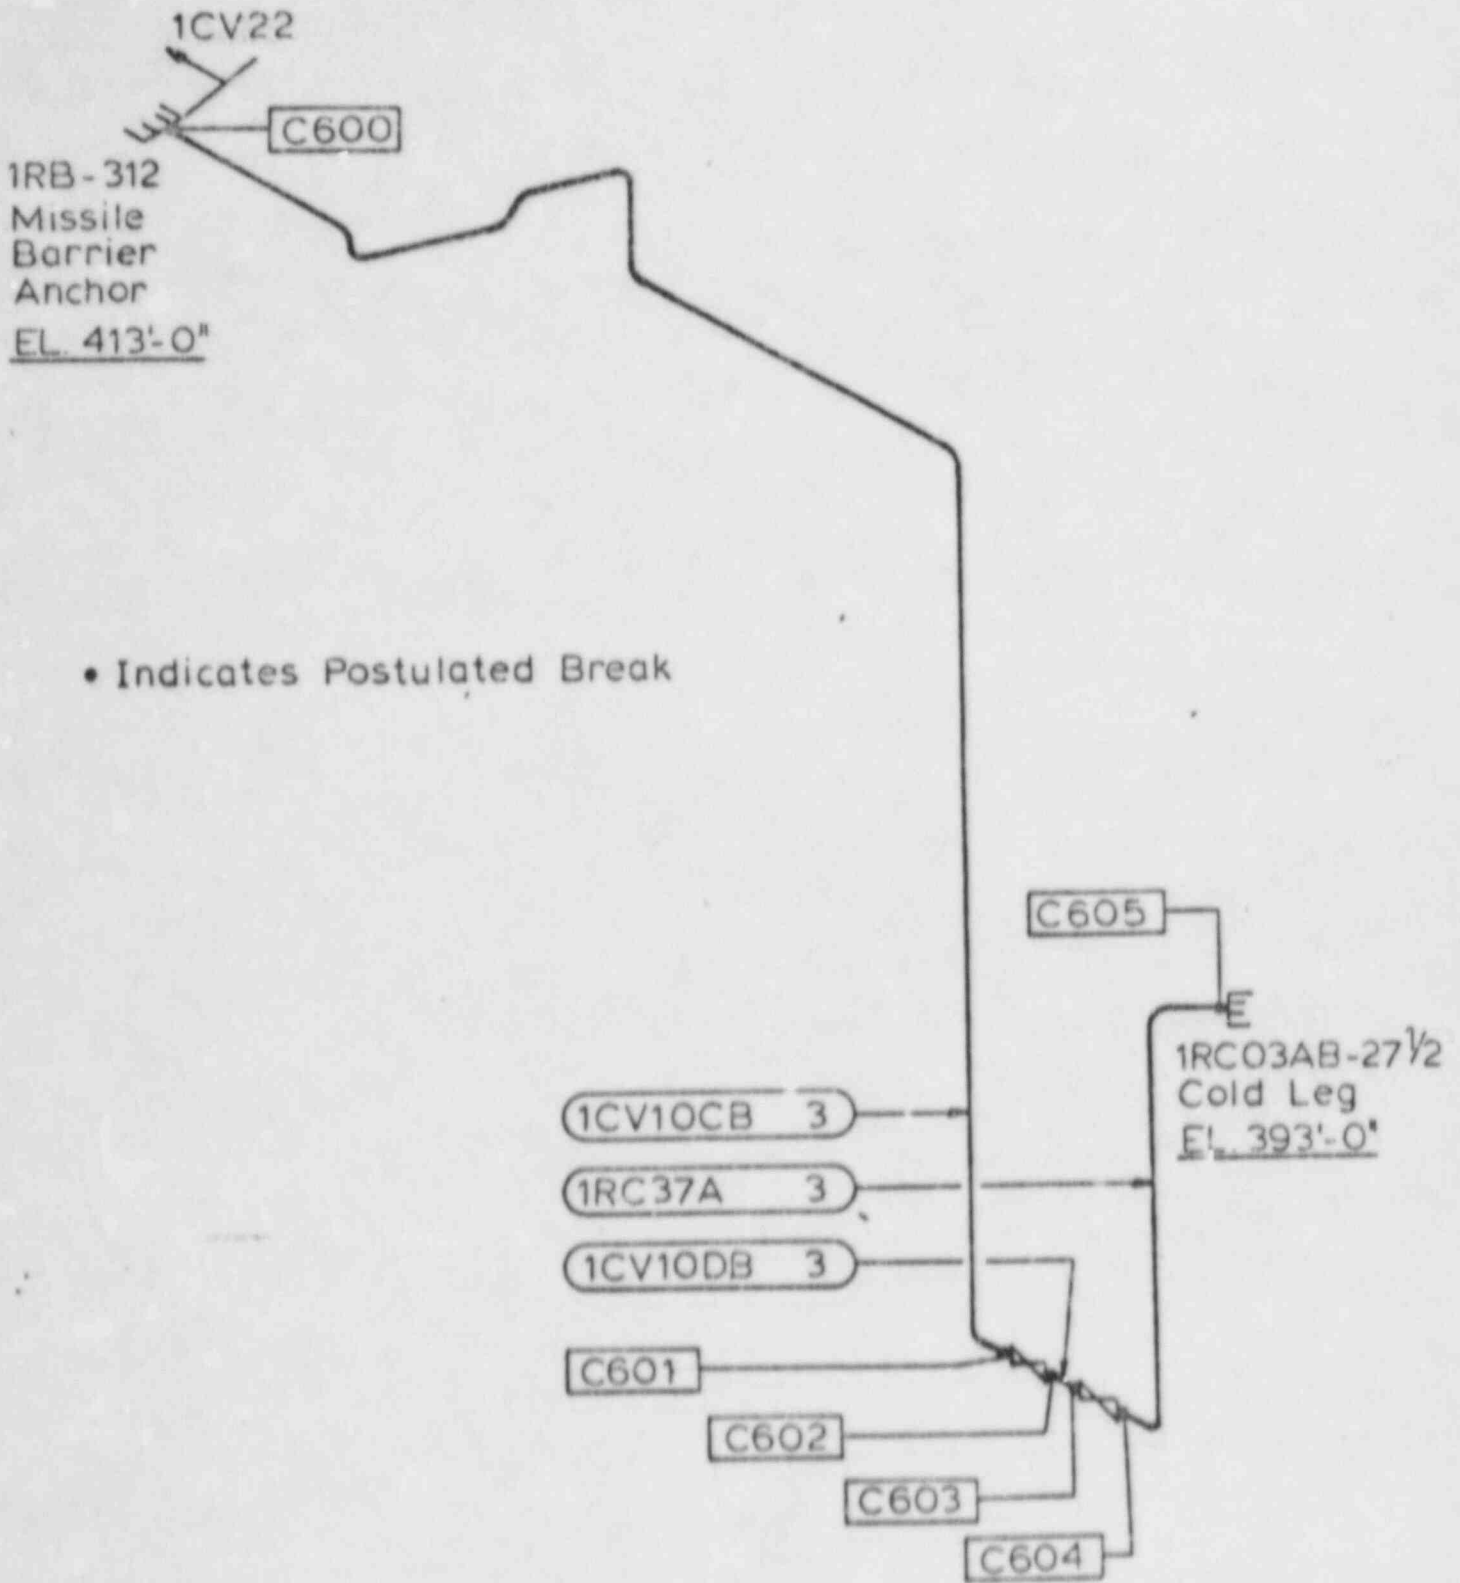 1CV22
C600
1RB-312
Missile
Barrier
Anchor
EL. 413'-0"
• Indicates Postulated Break
C605
1RC03AB-27½
Cold Leg
EL. 393'-0"
1CV10CB 3
1RC37A 3
1CV10DB 3
C601
C602
C603
C604